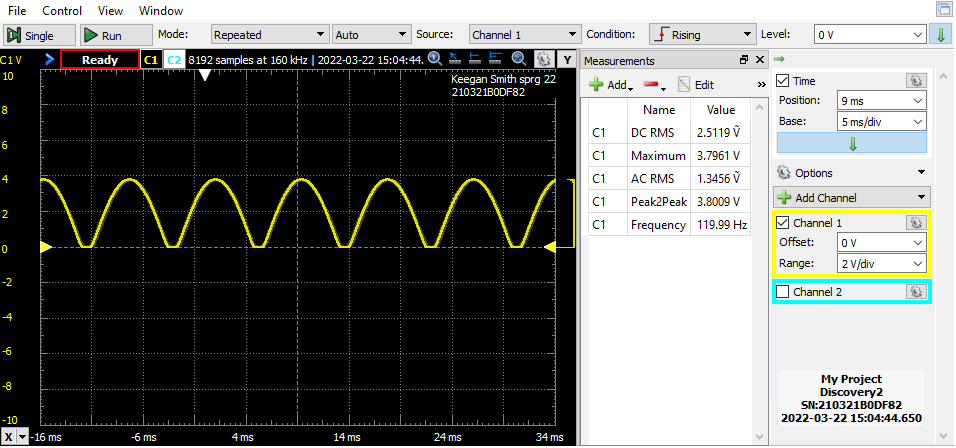 File Control View Window
Single Run Mode: Repeated Auto Source: Channel 1 Condition: Rising Level: 0 V
C1 V Ready C1 C2 8192 samples at 160 kHz | 2022-03-22 15:04:44. Y
Keegan Smith sprg 22
210321B0DF82
10
8
6
4
2
0
-2
-4
-6
-8
-10
X -16 ms -6 ms 4 ms 14 ms 24 ms 34 ms
Measurements
Add Edit »
Name Value
C1 DC RMS 2.5119 Ṽ
C1 Maximum 3.7961 V
C1 AC RMS 1.3456 Ṽ
C1 Peak2Peak 3.8009 V
C1 Frequency 119.99 Hz
Time
Position: 9 ms
Base: 5 ms/div
Options
Add Channel
Channel 1
Offset: 0 V
Range: 2 V/div
Channel 2
My Project
Discovery2
SN:210321B0DF82
2022-03-22 15:04:44.650